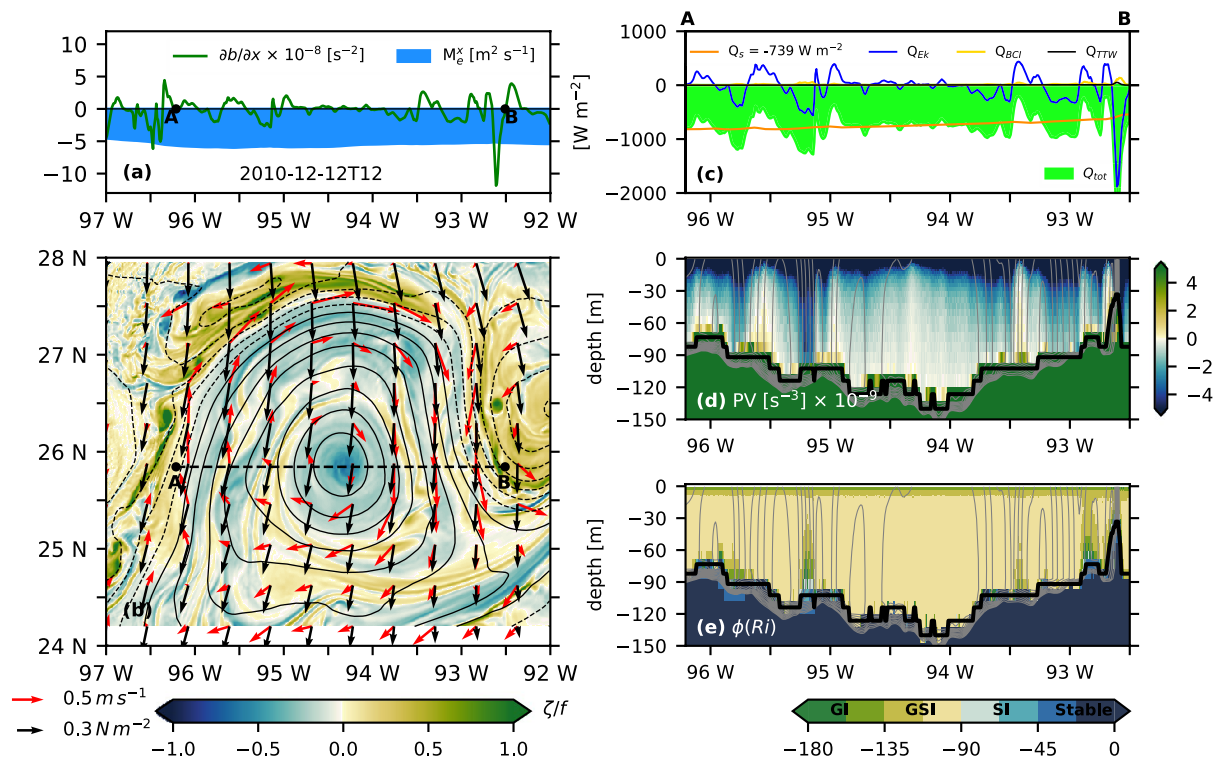 ∂b/∂x × 10⁻⁸ [s⁻²]
Mₑˣ [m² s⁻¹]
10
5
0
−5
−10
A
B
(a)
2010-12-12T12
97 W
96 W
95 W
94 W
93 W
92 W
A
B
Qₛ = -739 W m⁻²
Q_Ek
Q_BCI
Q_TTW
[W m⁻²]
1000
0
−1000
−2000
(c)
Q_tot
96 W
95 W
94 W
93 W
28 N
27 N
26 N
25 N
24 N
A
B
(b)
97 W
96 W
95 W
94 W
93 W
92 W
0.5 m s⁻¹
0.3 N m⁻²
ζ/f
−1.0
−0.5
0.0
0.5
1.0
depth [m]
0
−30
−60
−90
−120
−150
(d) PV [s⁻³] × 10⁻⁹
96 W
95 W
94 W
93 W
4
2
0
−2
−4
depth [m]
0
−30
−60
−90
−120
−150
(e) ϕ(Ri)
96 W
95 W
94 W
93 W
GI
GSI
SI
Stable
−180
−135
−90
−45
0